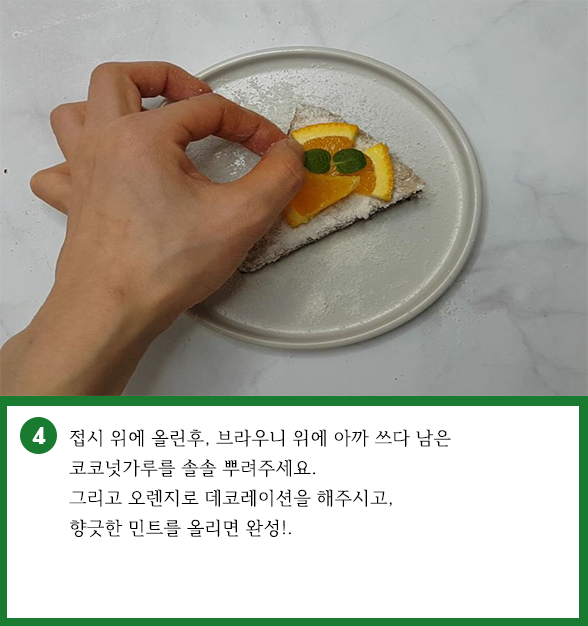 4 접시 위에 올린후, 브라우니 위에 아까 쓰다 남은
코코넛가루를 솔솔 뿌려주세요.
그리고 오렌지로 데코레이션을 해주시고,
향긋한 민트를 올리면 완성!.